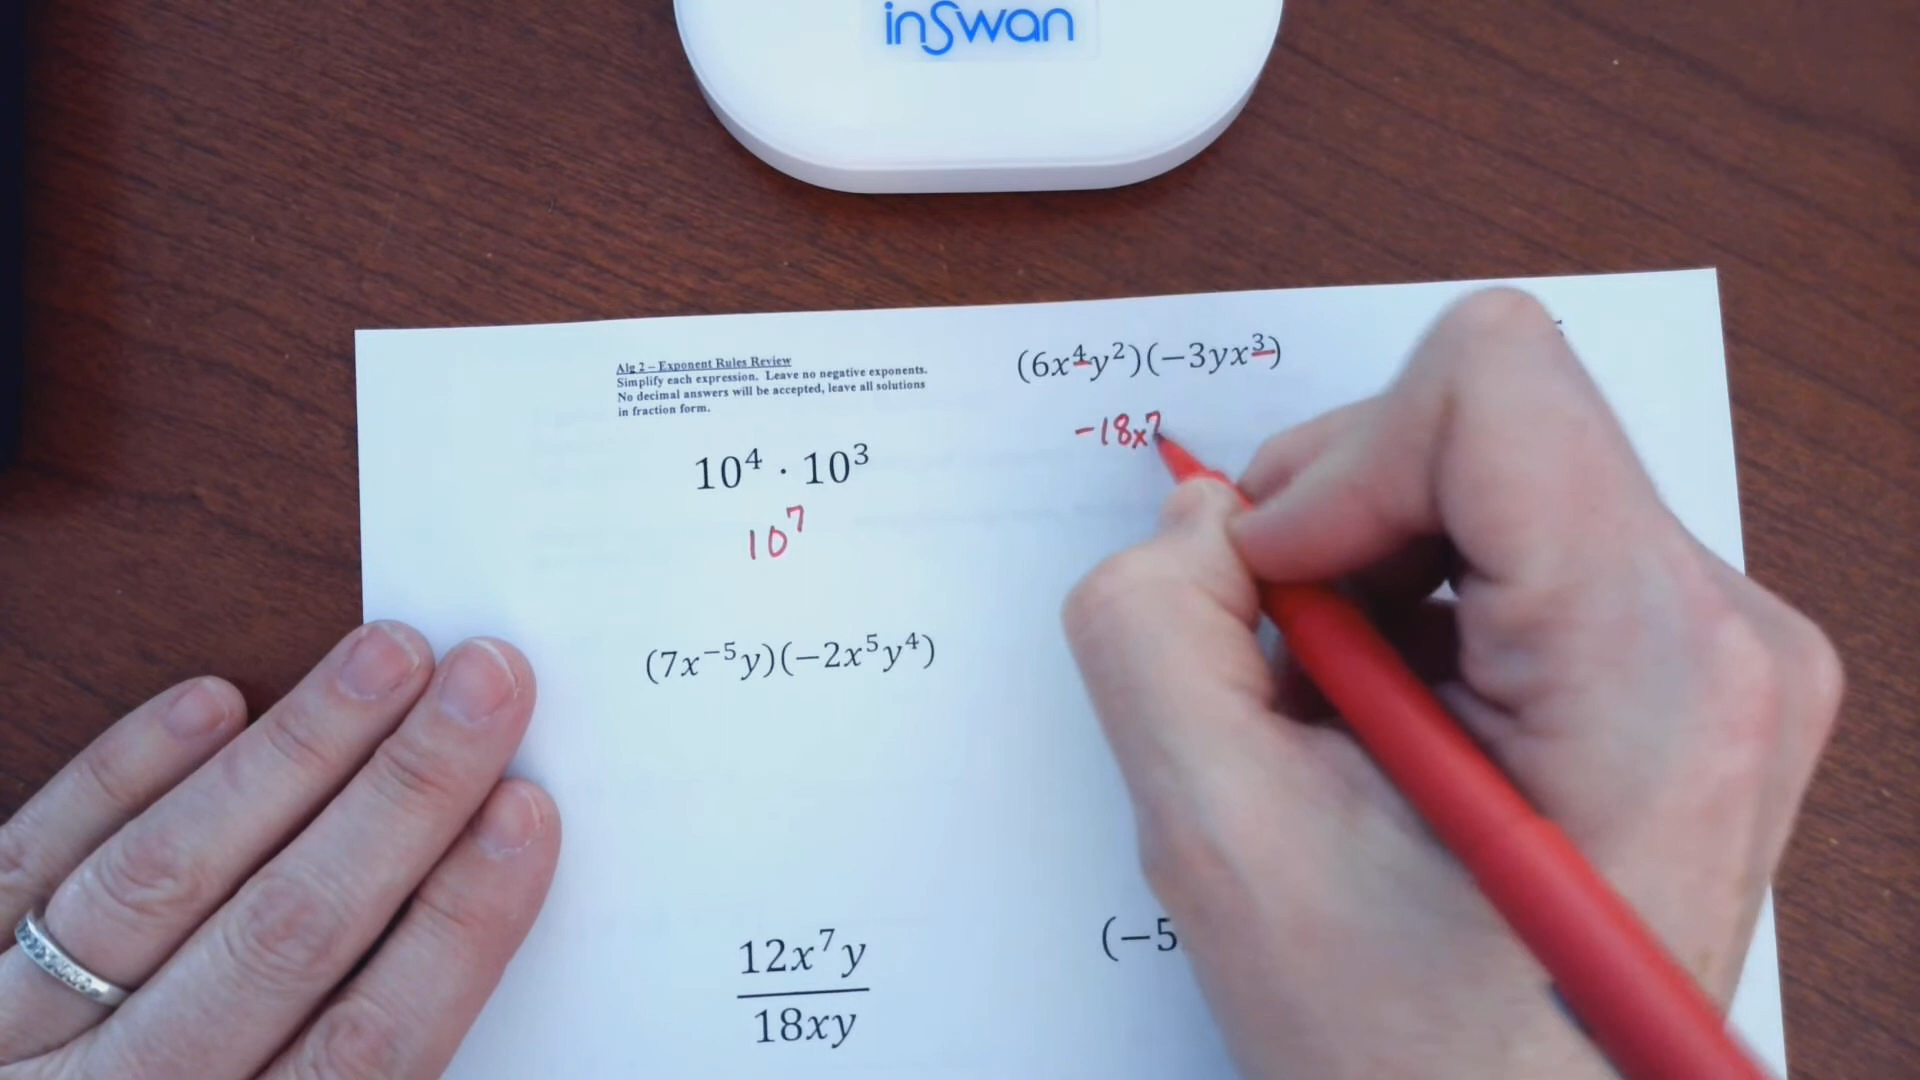 inSwan
Alg 2 – Exponent Rules Review
Simplify each expression. Leave no negative exponents.
No decimal answers will be accepted, leave all solutions
in fraction form.
10⁴ · 10³
10⁷
(7x⁻⁵y)(−2x⁵y⁴)
12x⁷y
18xy
(6x⁴y²)(−3yx³)
-18x⁷
(−5